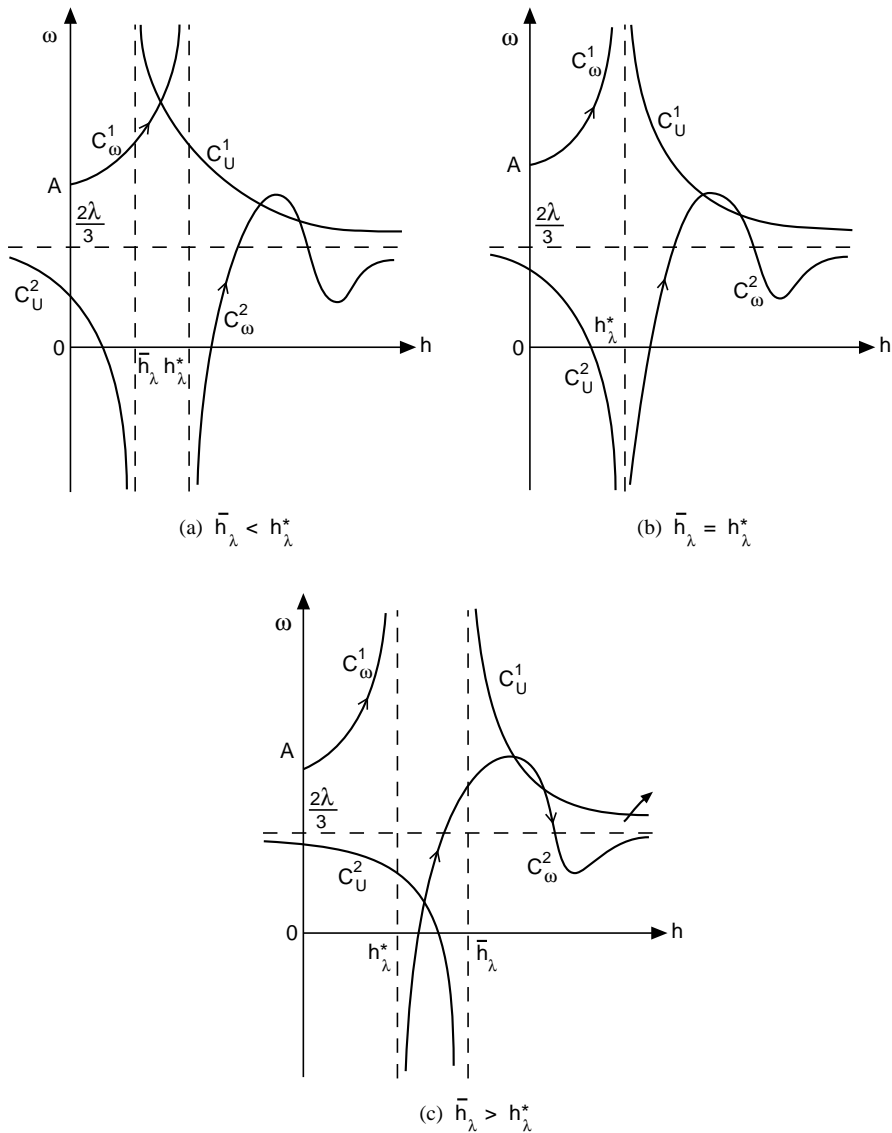 ω
C¹_ω
C¹_U
A
2λ/3
C²_U
C²_ω
0
h̄_λ h*_λ
h
(a) h̄_λ < h*_λ
ω
C¹_ω
C¹_U
A
2λ/3
h*_λ
C²_ω
0
h
C²_U
(b) h̄_λ = h*_λ
ω
C¹_ω
C¹_U
A
2λ/3
C²_U
C²_ω
0
h
h*_λ
h̄_λ
(c) h̄_λ > h*_λ